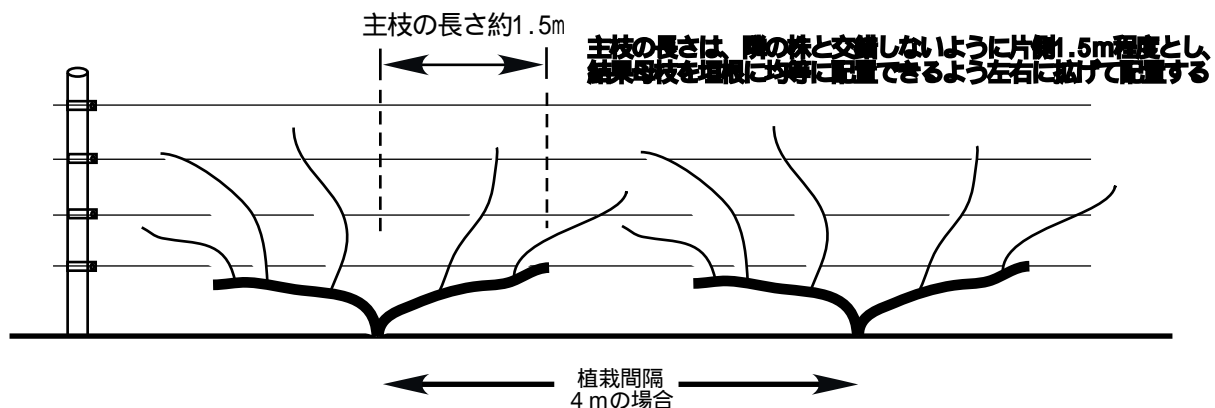 主枝の長さ約1.5m
主枝の長さは、隣の株と交錯しないように片側1.5m程度とし、
結果母枝を垣根に均等に配置できるよう左右に拡げて配置する
植栽間隔
4mの場合